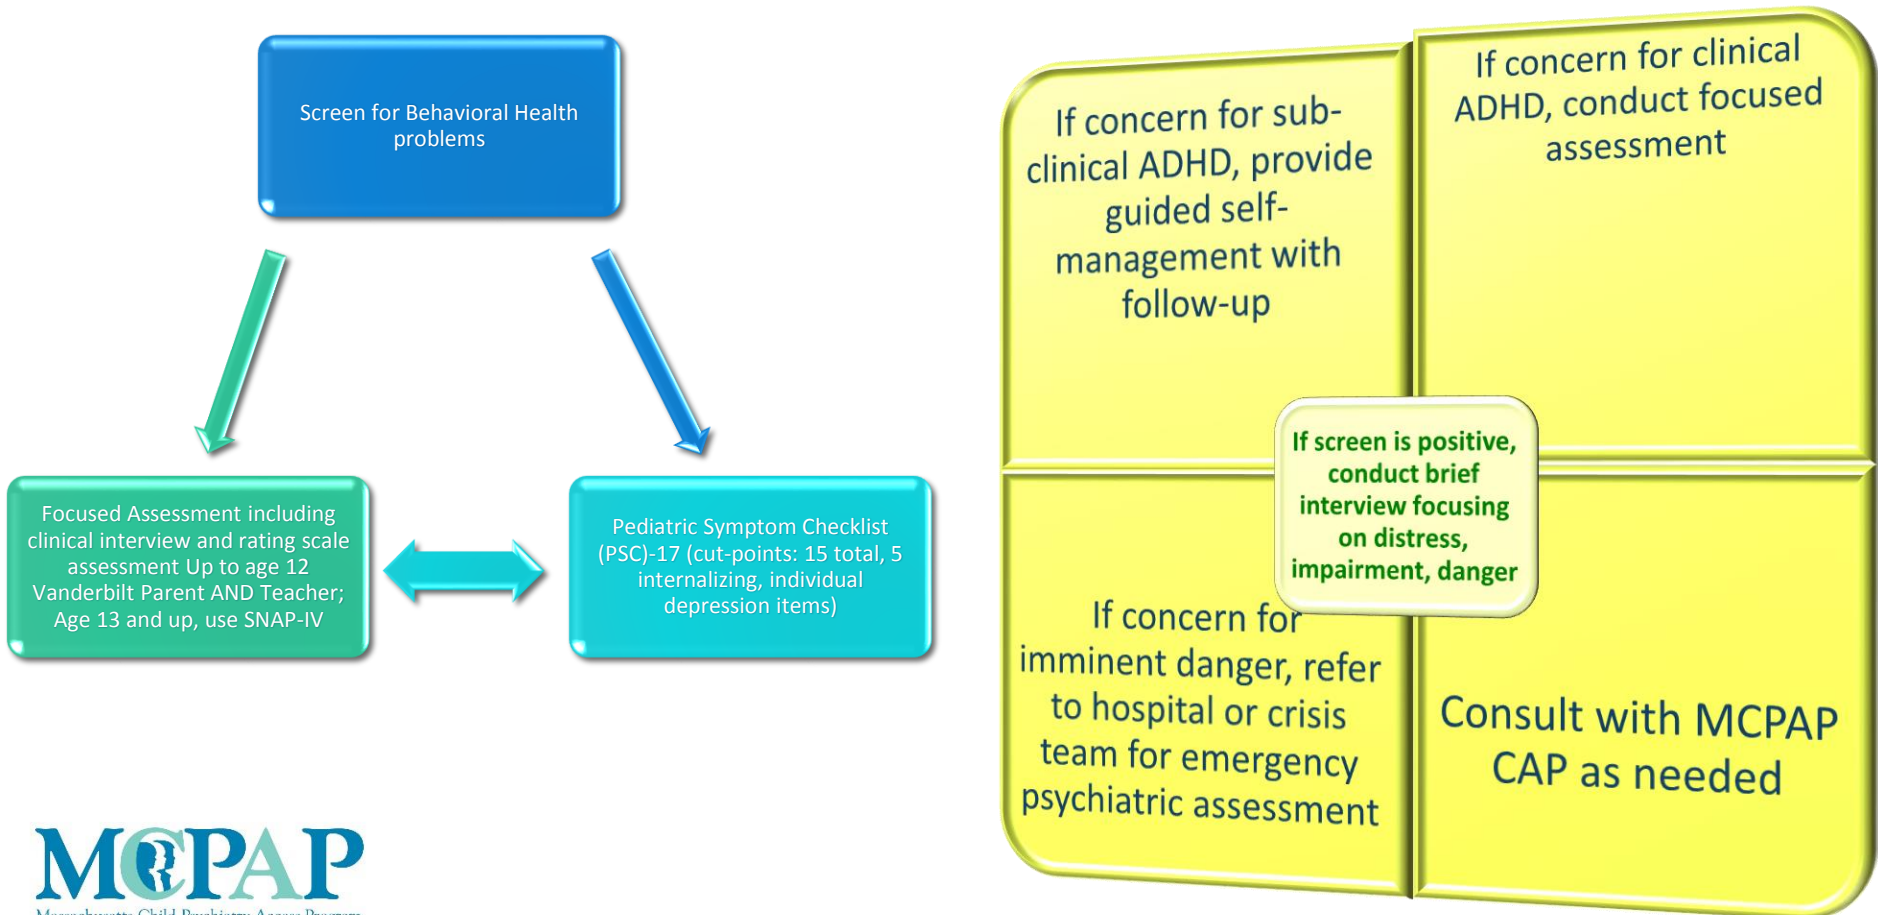 Screen for Behavioral Health
problems
Focused Assessment including
clinical interview and rating scale
assessment Up to age 12
Vanderbilt Parent AND Teacher;
Age 13 and up, use SNAP-IV
Pediatric Symptom Checklist
(PSC)-17 (cut-points: 15 total, 5
internalizing, individual
depression items)
MCPAP
Massachusetts Child Psychiatry Access Program
If concern for sub-
clinical ADHD, provide
guided self-
management with
follow-up
If concern for clinical
ADHD, conduct focused
assessment
If screen is positive,
conduct brief
interview focusing
on distress,
impairment, danger
If concern for
imminent danger, refer
to hospital or crisis
team for emergency
psychiatric assessment
Consult with MCPAP
CAP as needed